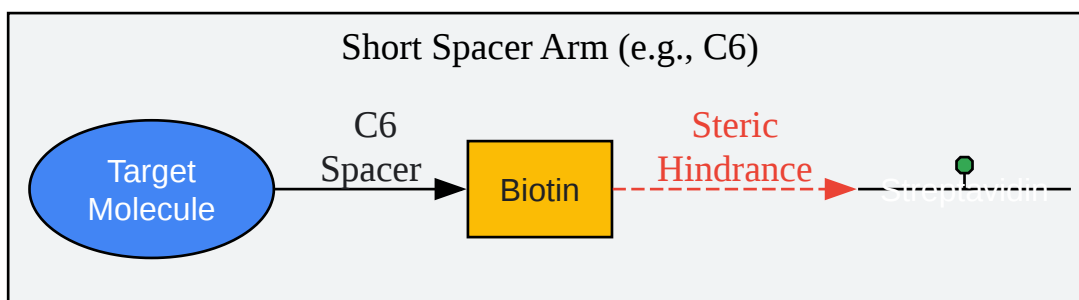 Short Spacer Arm (e.g., C6)
C6
Spacer
Steric
Hindrance
Target
Molecule
Biotin
Streptavidin